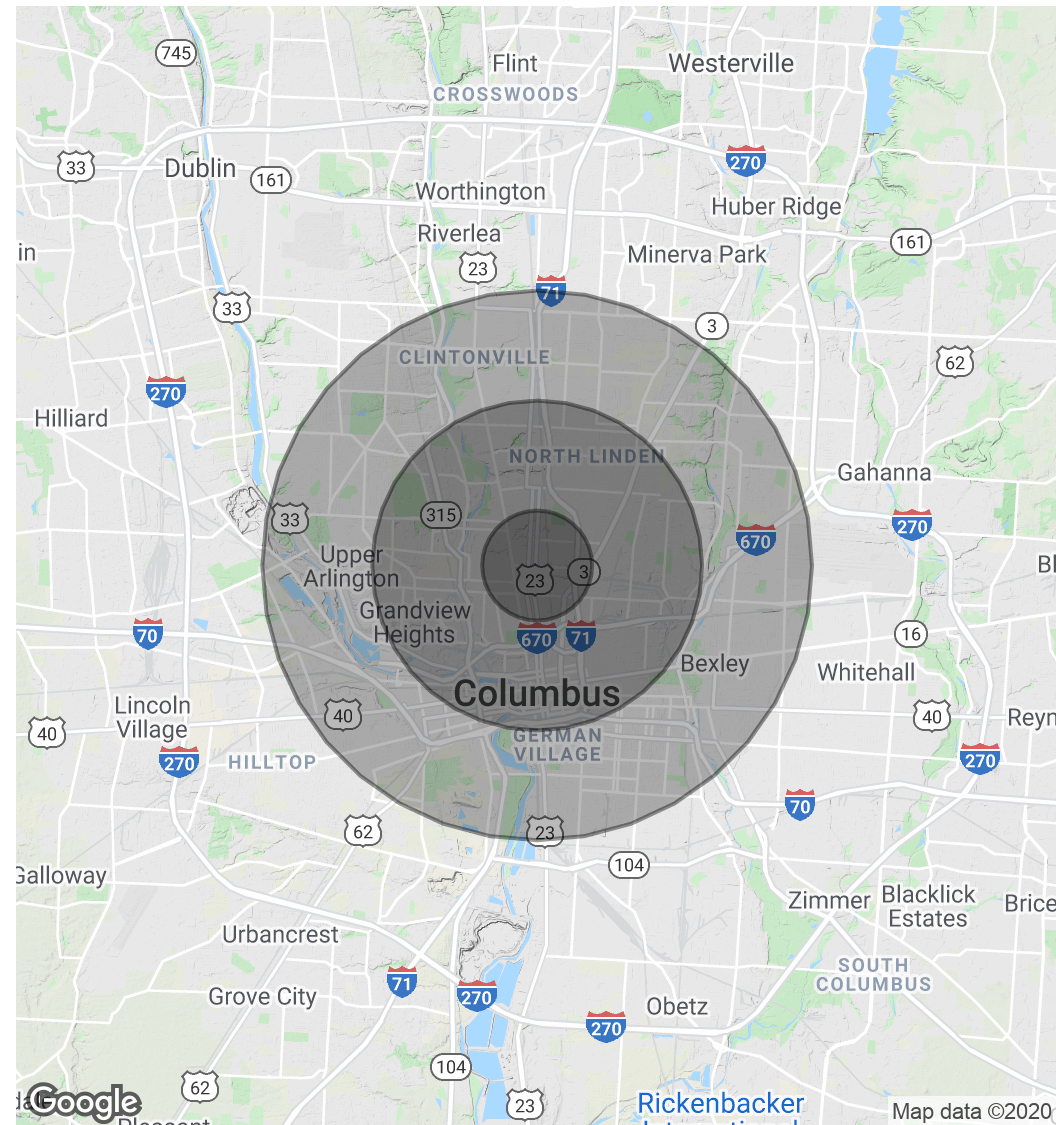 745
Flint
Westerville
CROSSWOODS
33
Dublin
161
270
Worthington
Huber Ridge
Riverlea
161
in
23
Minerva Park
71
33
3
CLINTONVILLE
62
270
Hilliard
NORTH LINDEN
Gahanna
33
315
270
670
Upper
Arlington
23
3
Bl
Grandview
Heights
70
670
71
16
Bexley
Whitehall
Columbus
Lincoln
Village
40
40
40
Reyn
GERMAN
VILLAGE
HILLTOP
270
270
70
62
23
104
Galloway
Zimmer
Blacklick
Estates
Brice
Urbancrest
SOUTH
COLUMBUS
71
Grove City
270
Obetz
270
104
62
23
Rickenbacker
Google
Map data ©2020